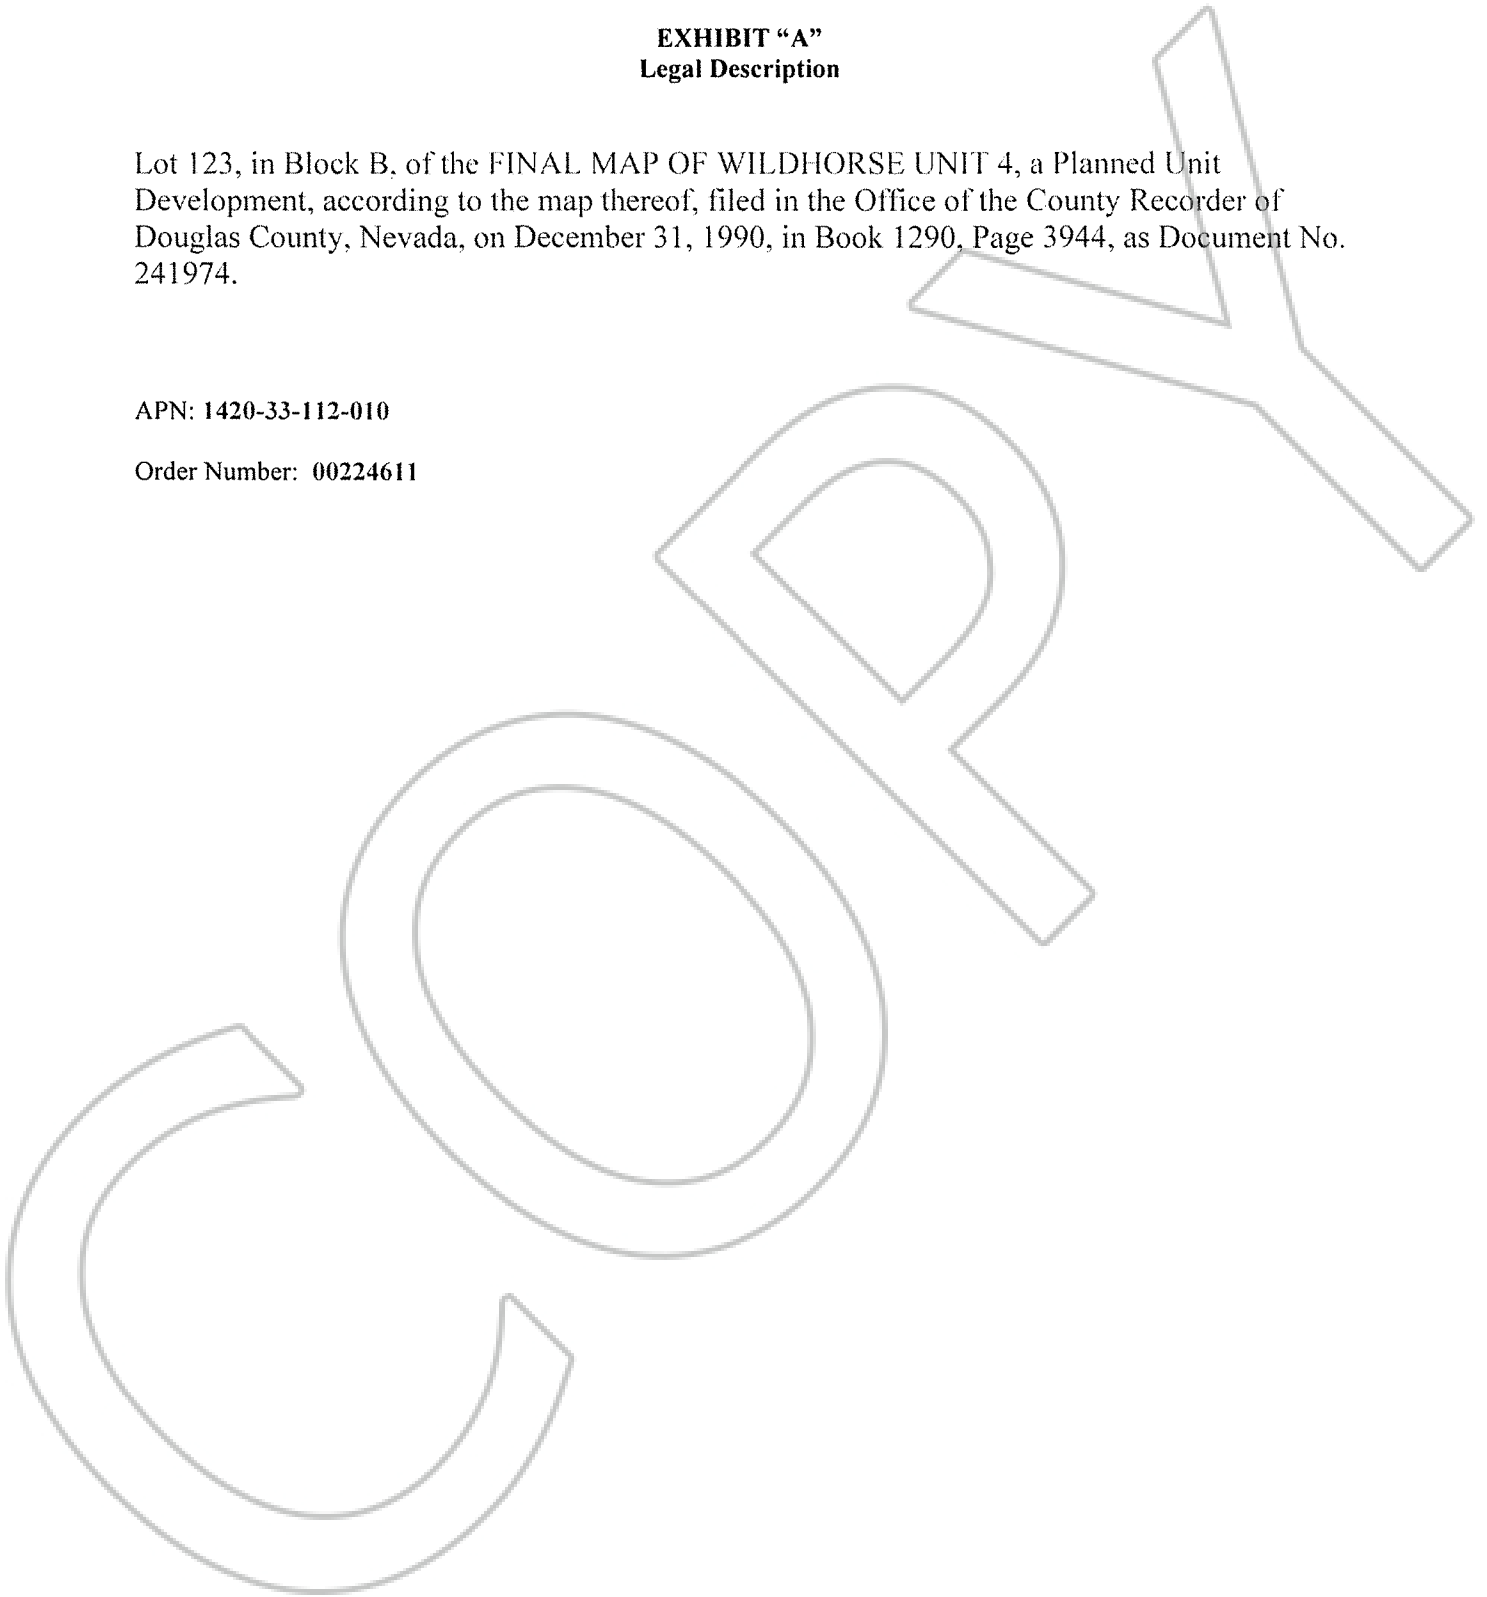 EXHIBIT “A”
Legal Description
Lot 123, in Block B, of the FINAL MAP OF WILDHORSE UNIT 4, a Planned Unit
Development, according to the map thereof, filed in the Office of the County Recorder of
Douglas County, Nevada, on December 31, 1990, in Book 1290, Page 3944, as Document No.
241974.
APN: 1420-33-112-010
Order Number: 00224611
COPY